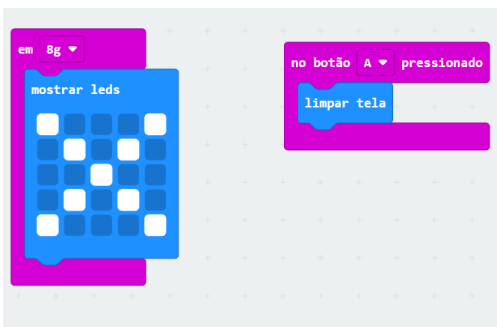 em 8g
mostrar leds
no botão A pressionado
limpar tela